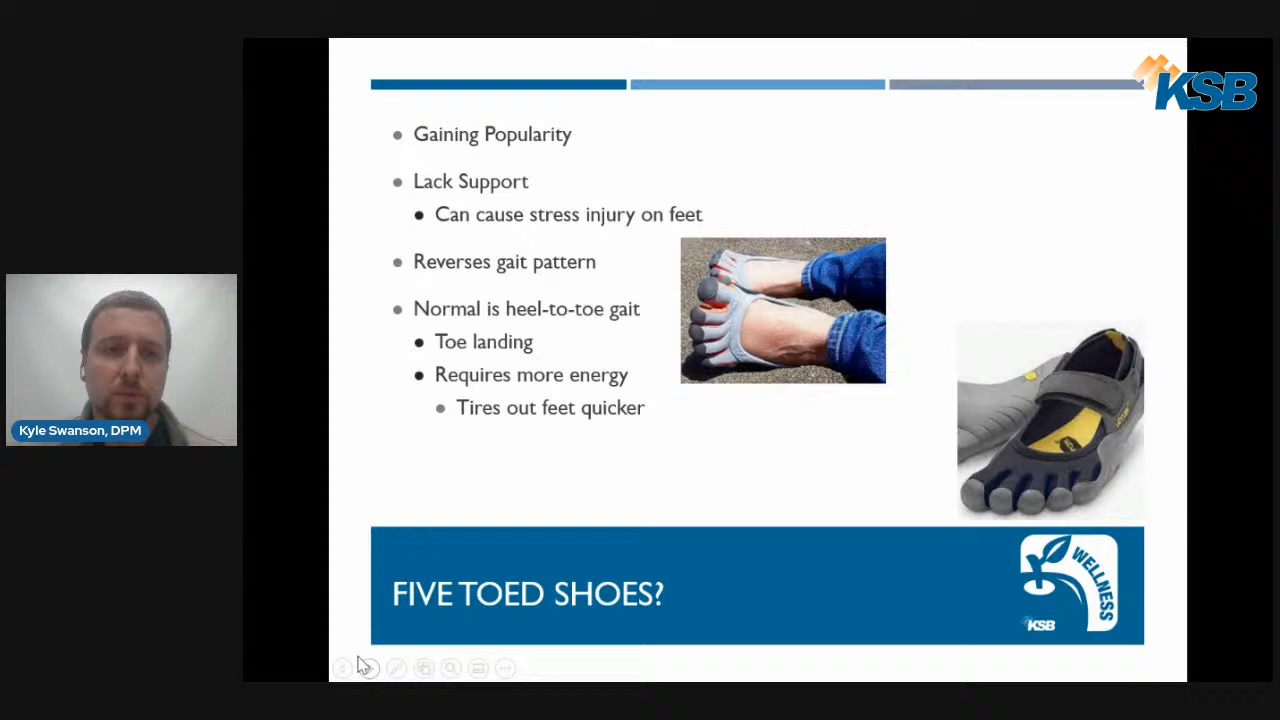 KSB
Gaining Popularity
Lack Support
Can cause stress injury on feet
Reverses gait pattern
Normal is heel-to-toe gait
Toe landing
Requires more energy
Tires out feet quicker
Kyle Swanson, DPM
FIVE TOED SHOES?
WELLNESS
KSB